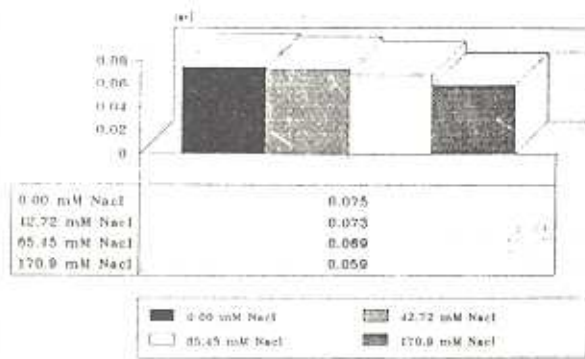 0.08
0.06
0.04
0.02
0
0.00 mM Nacl 0.075
42.72 mM Nacl 0.073
85.45 mM Nacl 0.069
170.9 mM Nacl 0.059
0.00 mM Nacl 42.72 mM Nacl
85.45 mM Nacl 170.9 mM Nacl